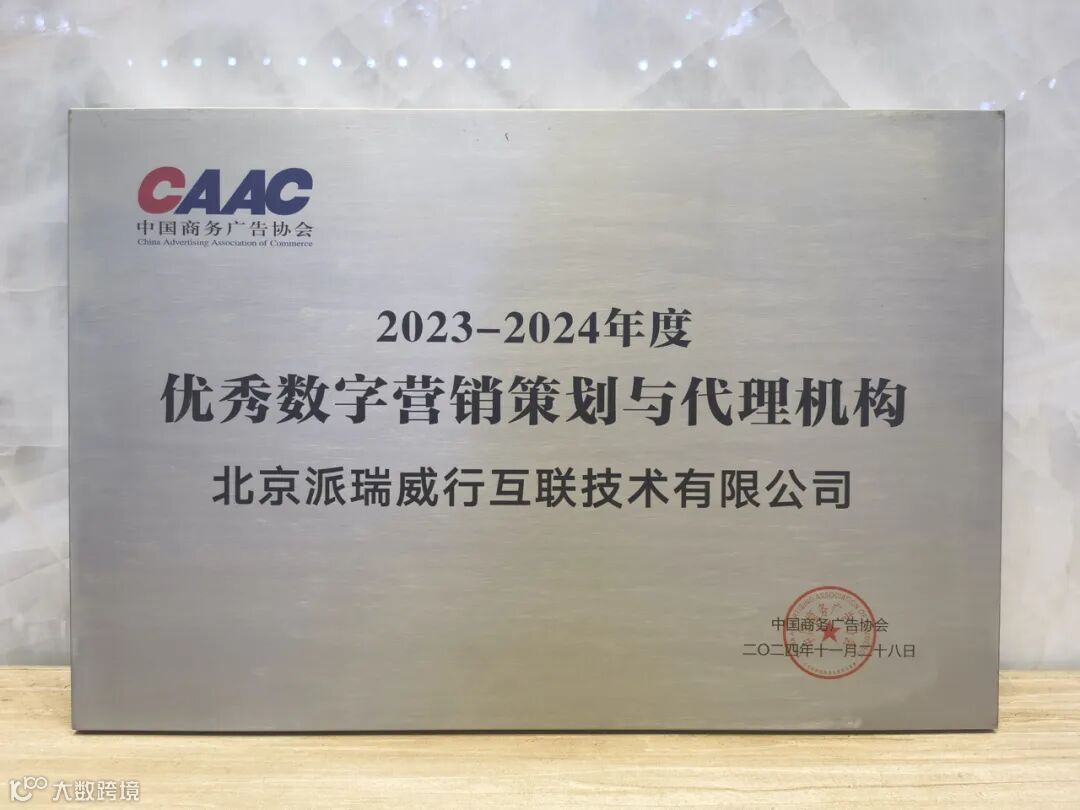 CAAC
中国商务广告协会
China Advertising Association of Commerce
2023-2024年度
优秀数字营销策划与代理机构
北京派瑞威行互联技术有限公司
中国商务广告协会
二〇二四年十一月二十八日
大数跨境